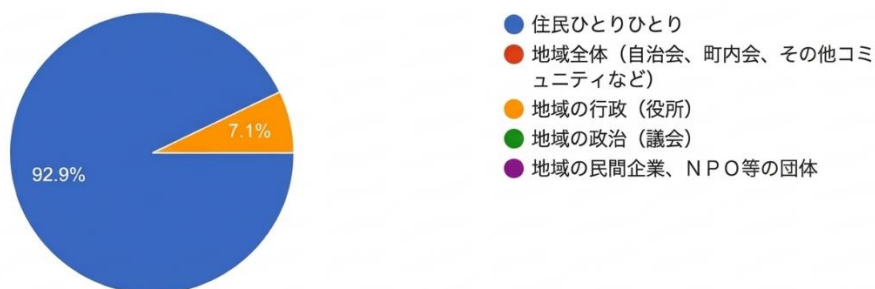 住民ひとりひとり
地域全体（自治会、町内会、その他コミ
ュニティなど）
地域の行政（役所）
地域の政治（議会）
地域の民間企業、ＮＰＯ等の団体
7.1%
92.9%